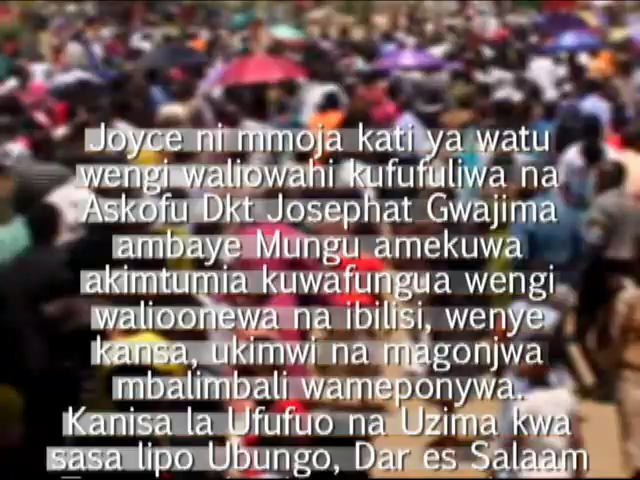 Joyce ni mmoja kati ya watu
wengi waliowahi kufufuliwa na
Askofu Dkt Josephat Gwajima
ambaye Mungu amekuwa
akimtumia kuwafungua wengi
walioonewa na ibilisi, wenye
kansa, ukimwi na magonjwa
mbalimbali wameponywa.
Kanisa la Ufufuo na Uzima kwa
sasa lipo Ubungo, Dar es Salaam